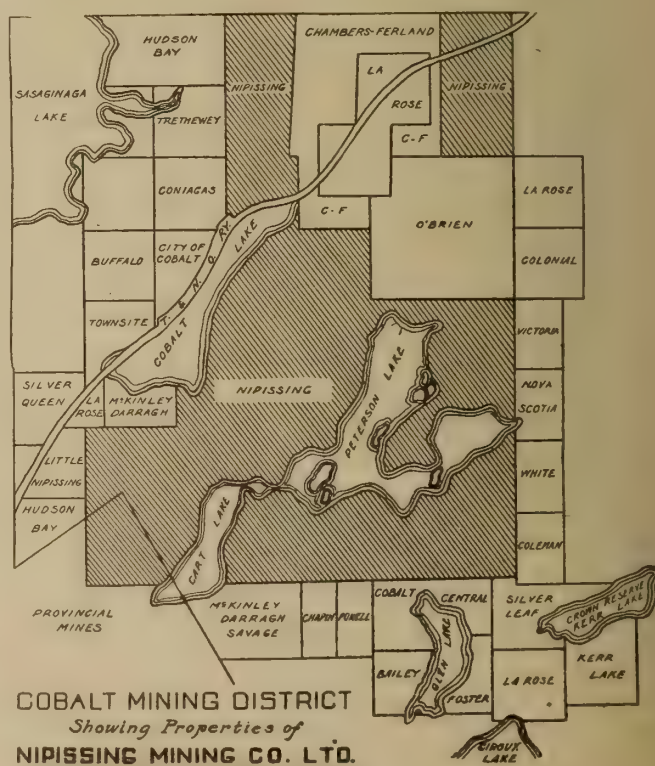 HUDSON
BAY
CHAMBERS-FERLAND
SASAGINAGA
LAKE
NIPISSING
LA
ROSE
NIPISSING
TRETHEWEY
C-F
CONIAGAS
LA ROSE
C-F
O'BRIEN
BUFFALO
CITY OF
COBALT
T. & N. O. RY.
COBALT LAKE
COLONIAL
TOWNSITE
VICTORIA
SILVER
QUEEN
LA
ROSE
McKINLEY
DARRAGH
NIPISSING
PETERSON LAKE
NOVA
SCOTIA
LITTLE
NIPISSING
WHITE
HUDSON
BAY
CART LAKE
COLEMAN
PROVINCIAL
MINES
McKINLEY
DARRAGH
SAVAGE
CHAPIN
POWELL
COBALT
CENTRAL
SILVER
LEAF
CROWN RESERVE
KERR LAKE
BAILEY
GLEN LAKE
FOSTER
LA ROSE
KERR
LAKE
GIROUX
LAKE
COBALT MINING DISTRICT
Showing Properties of
NIPISSING MINING CO. LTD.